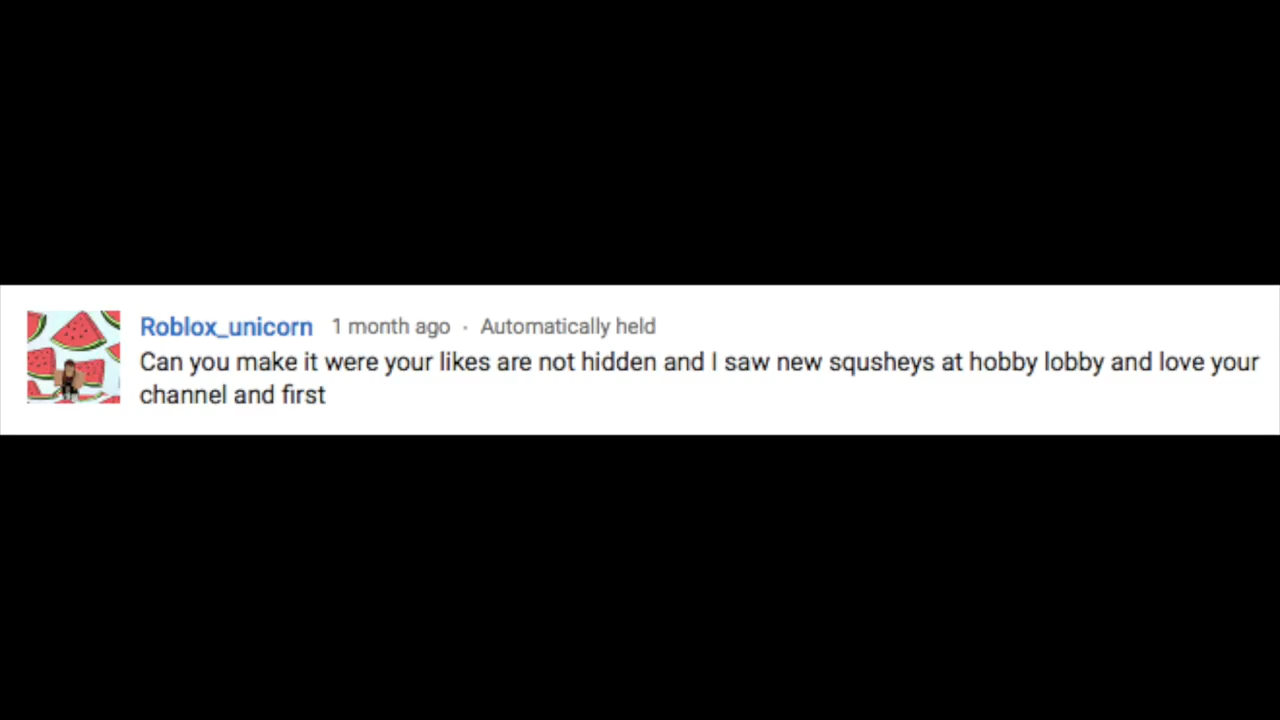 Roblox_unicorn 1 month ago · Automatically held
Can you make it were your likes are not hidden and I saw new squsheys at hobby lobby and love your
channel and first